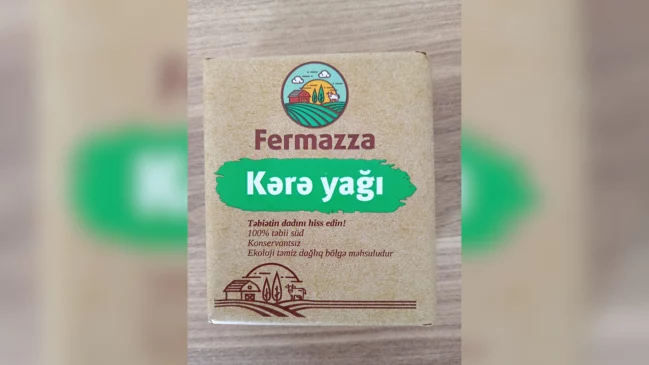 Fermazza
Kərə yağı
Təbiətin dadını hiss edin!
100% təbii süd
Konservantsız
Ekoloji təmiz dağlıq bölgə məhsuludur